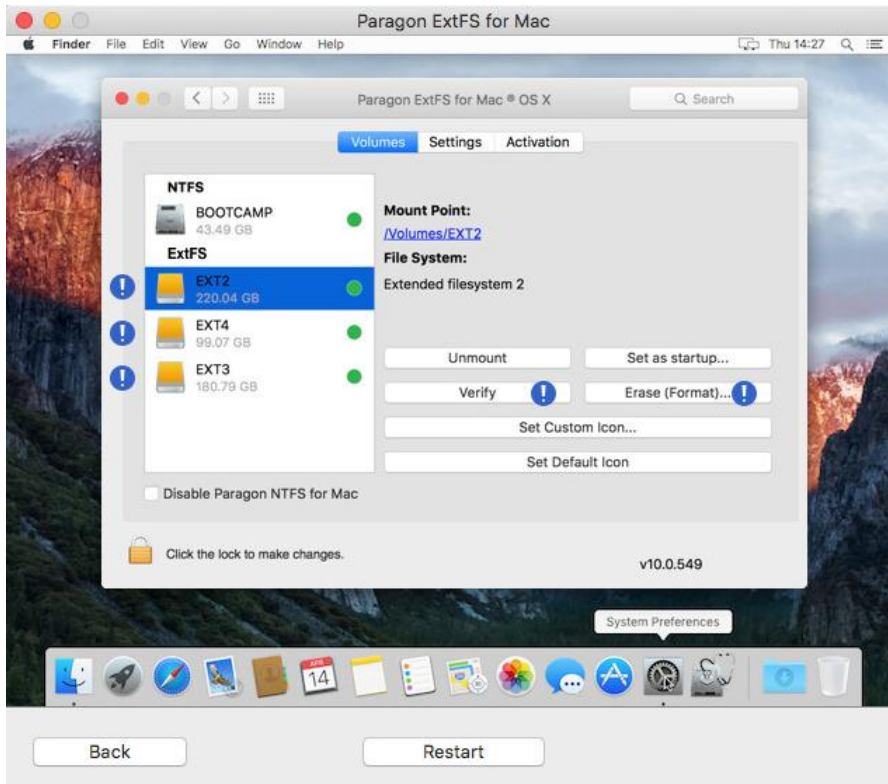 Paragon ExtFS for Mac
Finder File Edit View Go Window Help Thu 14:27
Paragon ExtFS for Mac ® OS X
Search
Volumes Settings Activation
NTFS
BOOTCAMP
43.49 GB
ExtFS
EXT2
220.04 GB
EXT4
99.07 GB
EXT3
180.79 GB
Mount Point:
/Volumes/EXT2
File System:
Extended filesystem 2
Unmount Set as startup...
Verify Erase (Format)...
Set Custom Icon...
Set Default Icon
Disable Paragon NTFS for Mac
Click the lock to make changes.
v10.0.549
System Preferences
APR
14
Back Restart